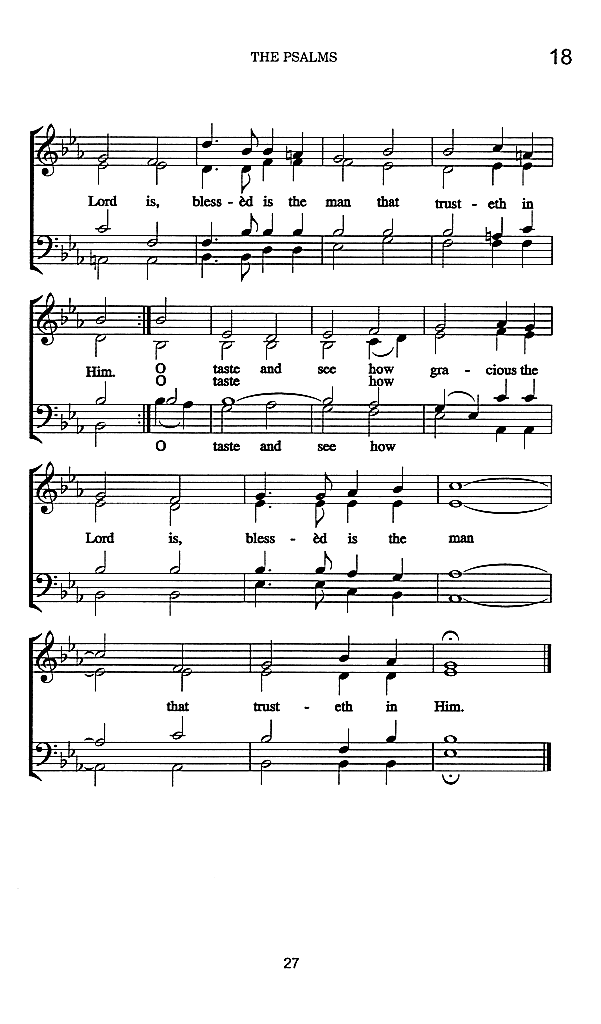 THE PSALMS 18
Lord is, bless - èd is the man that trust - eth in
Him. O taste and see how gra - cious the
O taste how
O taste and see how
Lord is, bless - èd is the man
that trust - eth in Him.
27